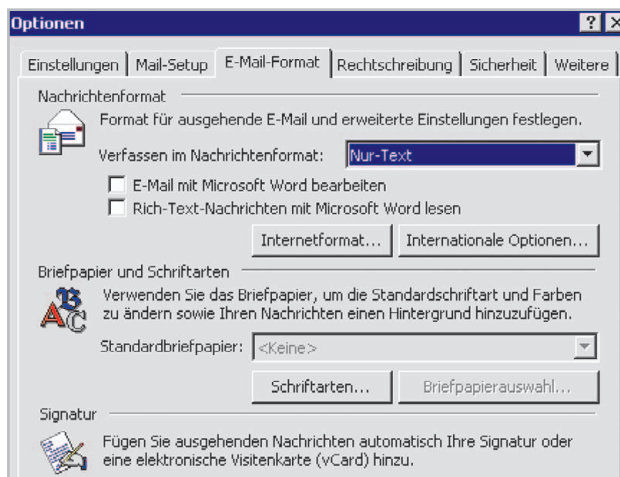 Optionen
Einstellungen Mail-Setup E-Mail-Format Rechtschreibung Sicherheit Weitere
Nachrichtenformat
Format für ausgehende E-Mail und erweiterte Einstellungen festlegen.
Verfassen im Nachrichtenformat: Nur-Text
E-Mail mit Microsoft Word bearbeiten
Rich-Text-Nachrichten mit Microsoft Word lesen
Internetformat... Internationale Optionen...
Briefpapier und Schriftarten
Verwenden Sie das Briefpapier, um die Standardschriftart und Farben
zu ändern sowie Ihren Nachrichten einen Hintergrund hinzuzufügen.
Standardbriefpapier: <Keine>
Schriftarten... Briefpapierauswahl...
Signatur
Fügen Sie ausgehenden Nachrichten automatisch Ihre Signatur oder
eine elektronische Visitenkarte (vCard) hinzu.